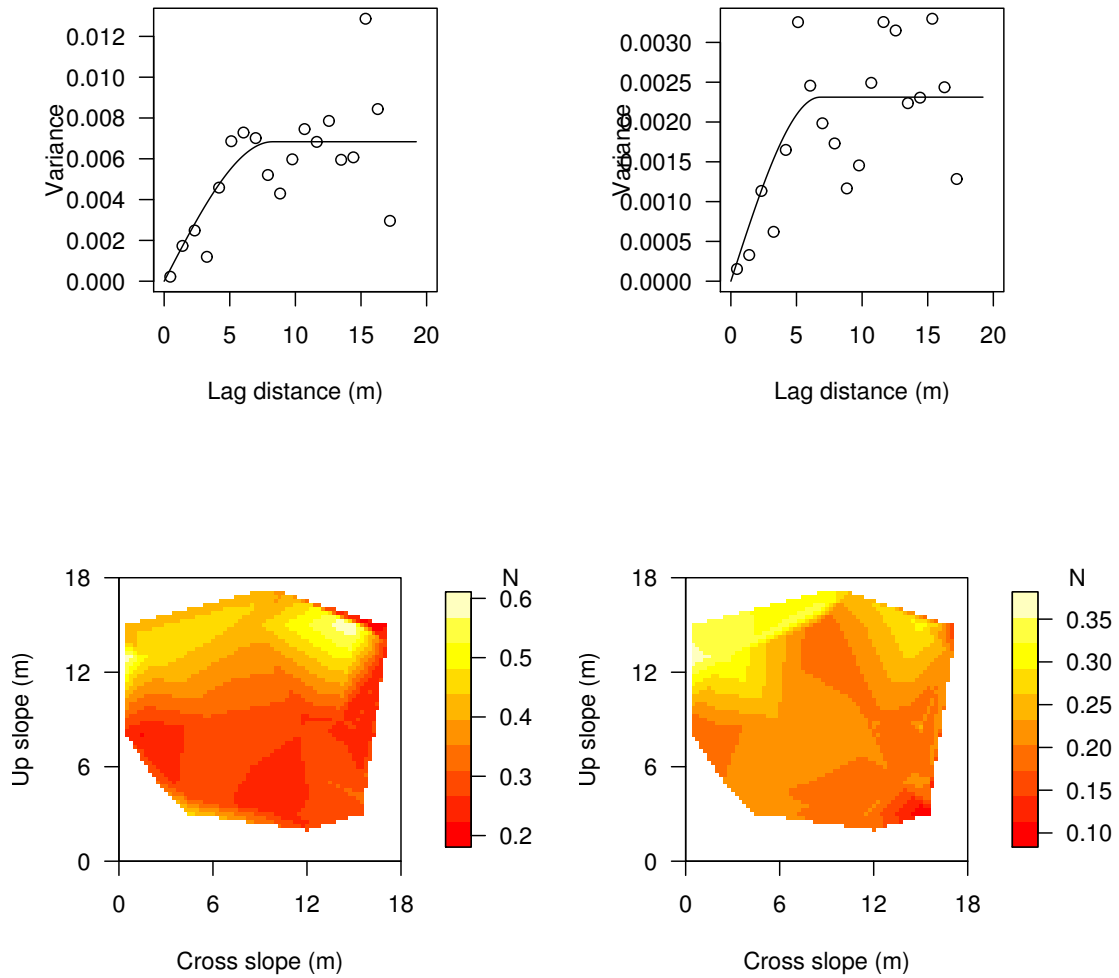 0.012
0.010
0.008
0.006
0.004
0.002
0.000
Variance
0 5 10 15 20
Lag distance (m)
0.0030
0.0025
0.0020
0.0015
0.0010
0.0005
0.0000
Variance
0 5 10 15 20
Lag distance (m)
18
12
6
0
Up slope (m)
0 6 12 18
Cross slope (m)
N
0.6
0.5
0.4
0.3
0.2
18
12
6
0
Up slope (m)
0 6 12 18
Cross slope (m)
N
0.35
0.30
0.25
0.20
0.15
0.10